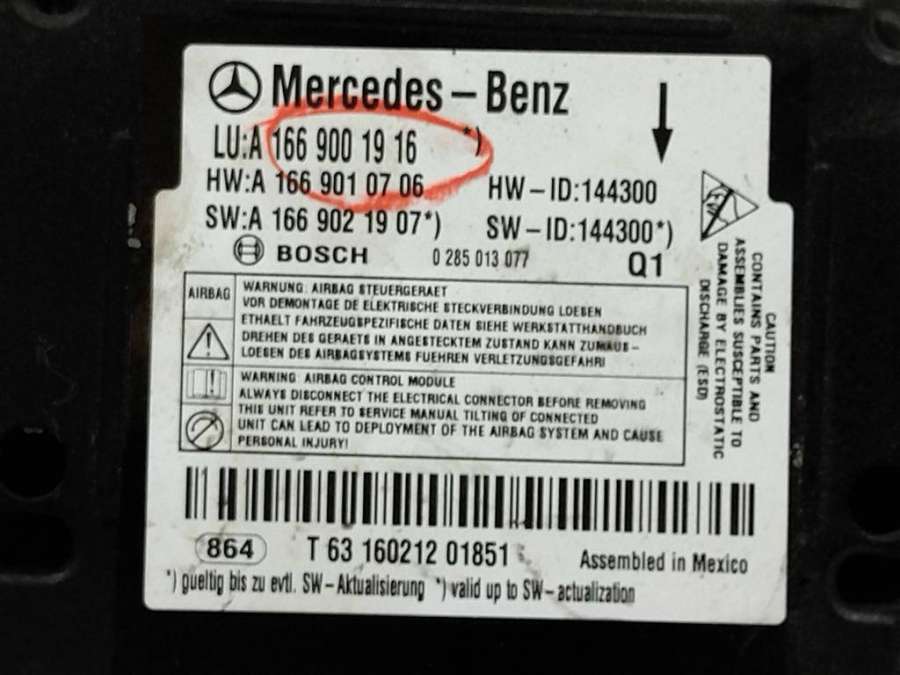 Mercedes-Benz
LU:A 166 900 19 16 *)
HW:A 166 901 07 06 HW-ID:144300
SW:A 166 902 19 07*) SW-ID:144300*)
BOSCH 0 285 013 077 Q1
AIRBAG
WARNUNG: AIRBAG STEUERGERAET
VOR DEMONTAGE DE ELEKTRISCHE STECKVERBINDUNG LOESEN
ETHAELT FAHRZEUGSPEZIFISCHE DATEN SIEHE WERKSTATTHANDBUCH
DREHEN DES GERAETS IN ANGESTECKTEM ZUSTAND KANN ZUMAUS-
LOESEN DES AIRBAGSYSTEMS FUEHREN VERLETZUNGSGEFAHR!
WARNING: AIRBAG CONTROL MODULE
ALWAYS DISCONNECT THE ELECTRICAL CONNECTOR BEFORE REMOVING
THIS UNIT REFER TO SERVICE MANUAL TILTING OF CONNECTED
UNIT CAN LEAD TO DEPLOYMENT OF THE AIRBAG SYSTEM AND CAUSE
PERSONAL INJURY!
CAUTION
CONTAINS PARTS AND
ASSEMBLIES SUSCEPTIBLE TO
DAMAGE BY ELECTROSTATIC
DISCHARGE (ESD)
864 T 63 160212 01851 Assembled in Mexico
*) gueltig bis zu evtl. SW-Aktualisierung *) valid up to SW-actualization